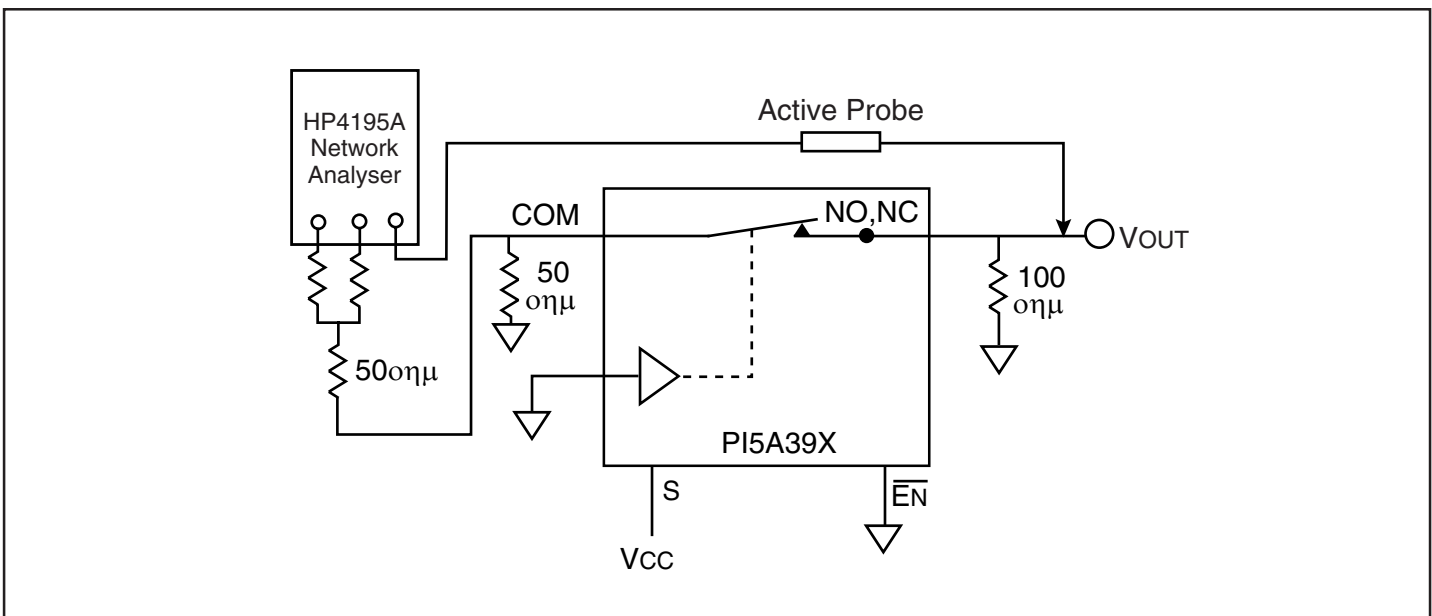 HP4195A
Network
Analyser
Active Probe
COM
NO,NC
VOUT
50
οημ
100
οημ
50οημ
PI5A39X
S
EN
VCC